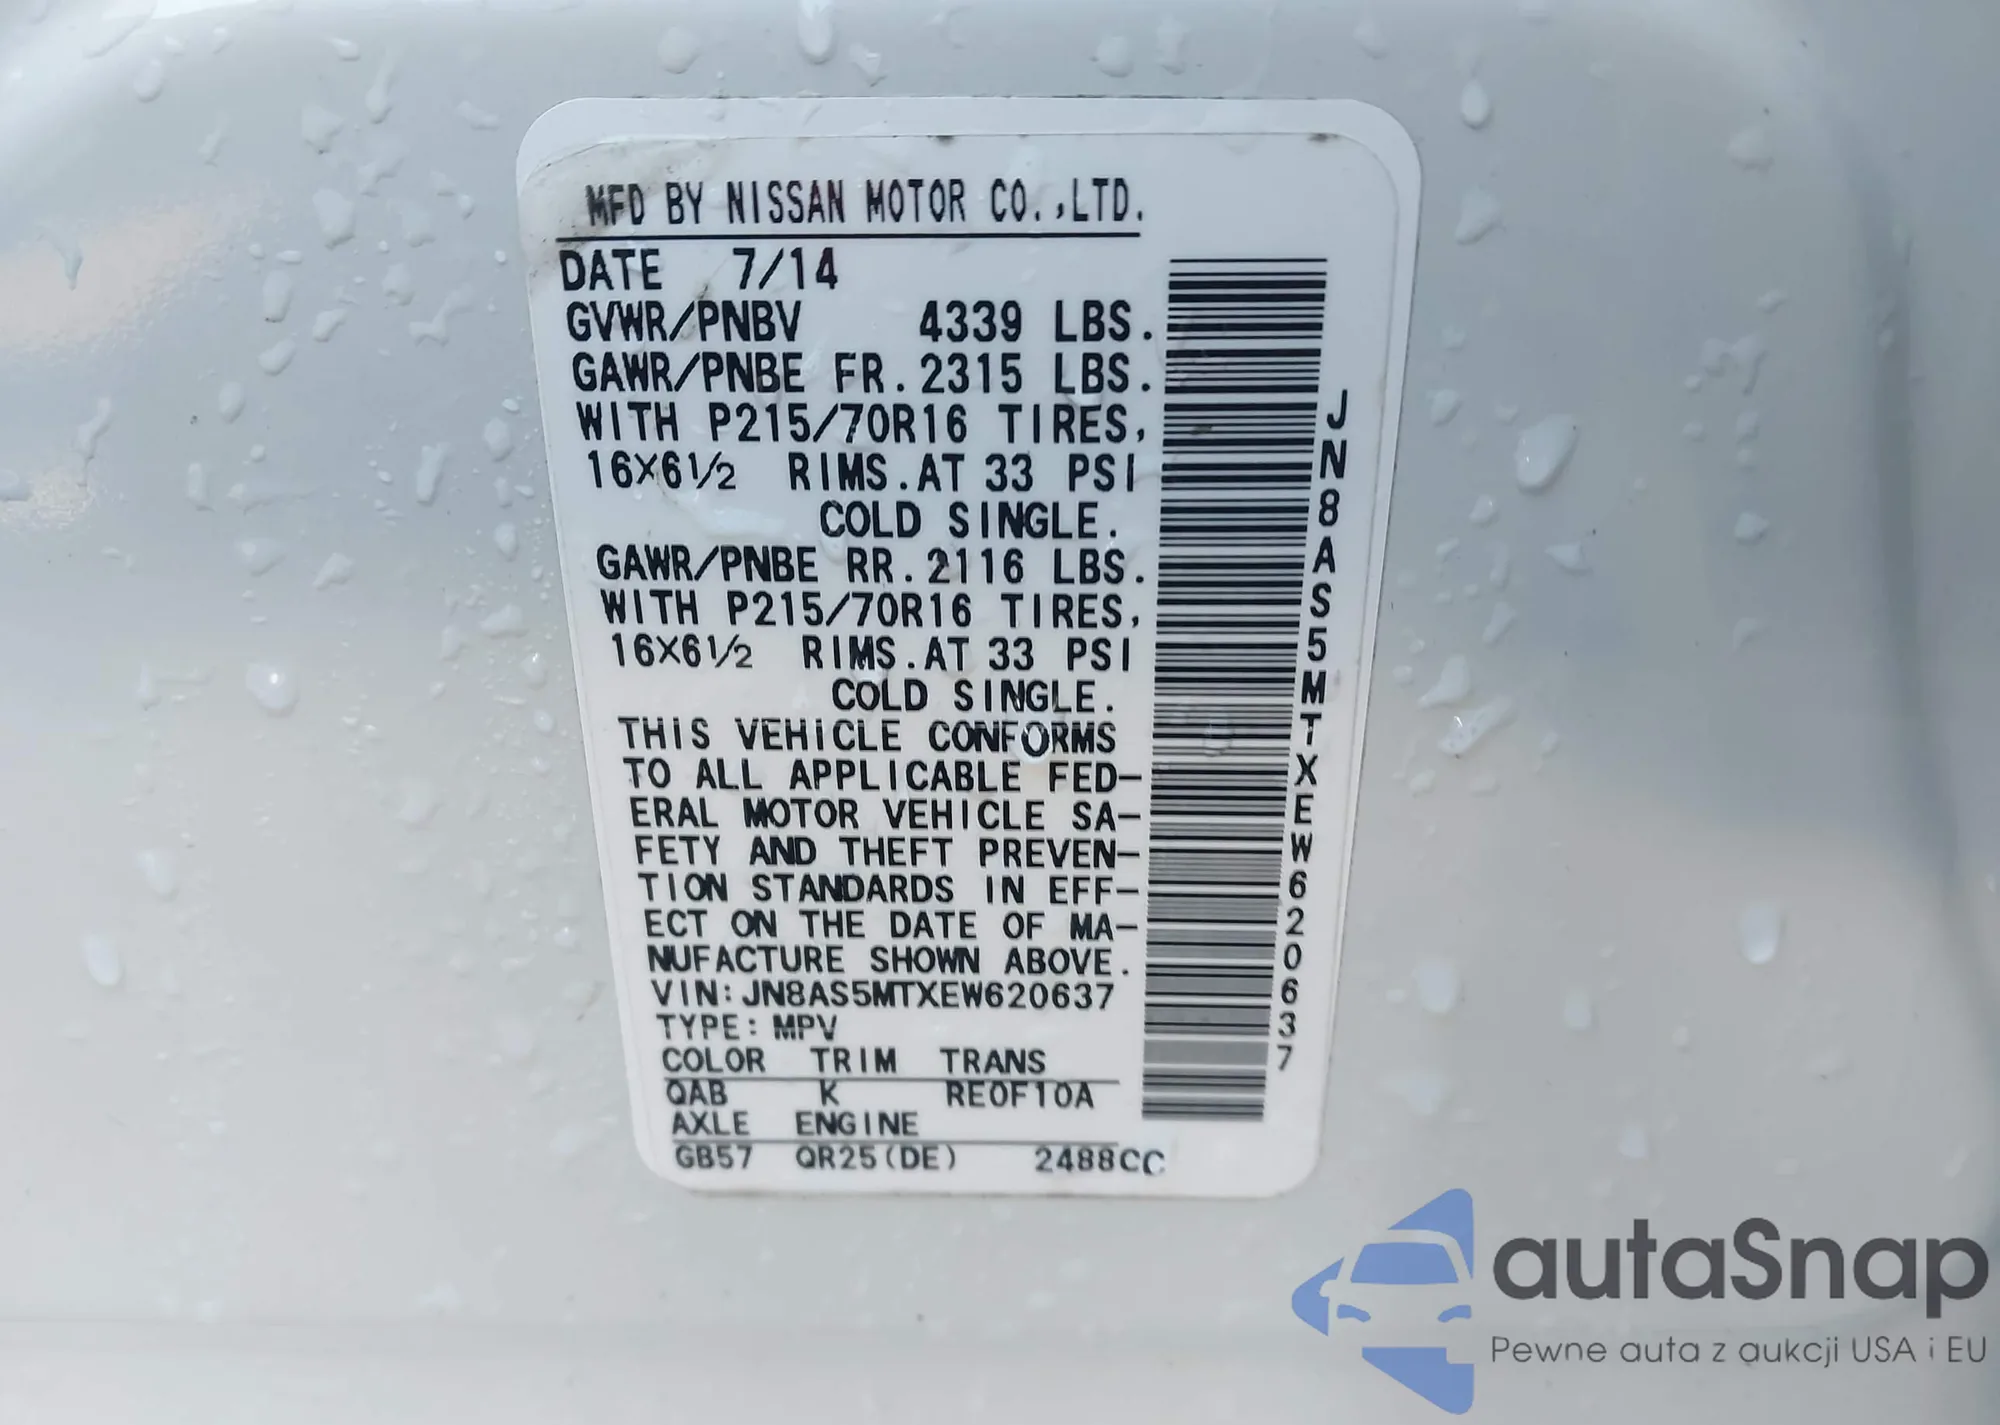 MFD BY NISSAN MOTOR CO.,LTD.
DATE 7/14
GVWR/PNBV 4339 LBS.
GAWR/PNBE FR.2315 LBS.
WITH P215/70R16 TIRES,
16X6½ RIMS.AT 33 PSI
COLD SINGLE.
GAWR/PNBE RR.2116 LBS.
WITH P215/70R16 TIRES,
16X6½ RIMS.AT 33 PSI
COLD SINGLE.
THIS VEHICLE CONFORMS
TO ALL APPLICABLE FED-
ERAL MOTOR VEHICLE SA-
FETY AND THEFT PREVEN-
TION STANDARDS IN EFF-
ECT ON THE DATE OF MA-
NUFACTURE SHOWN ABOVE.
VIN:JN8AS5MTXEW620637
TYPE:MPV
COLOR TRIM TRANS
QAB K RE0F10A
AXLE ENGINE
GB57 QR25(DE) 2488CC
JN8AS5MTXEW620637
autaSnap
Pewne auta z aukcji USA i EU